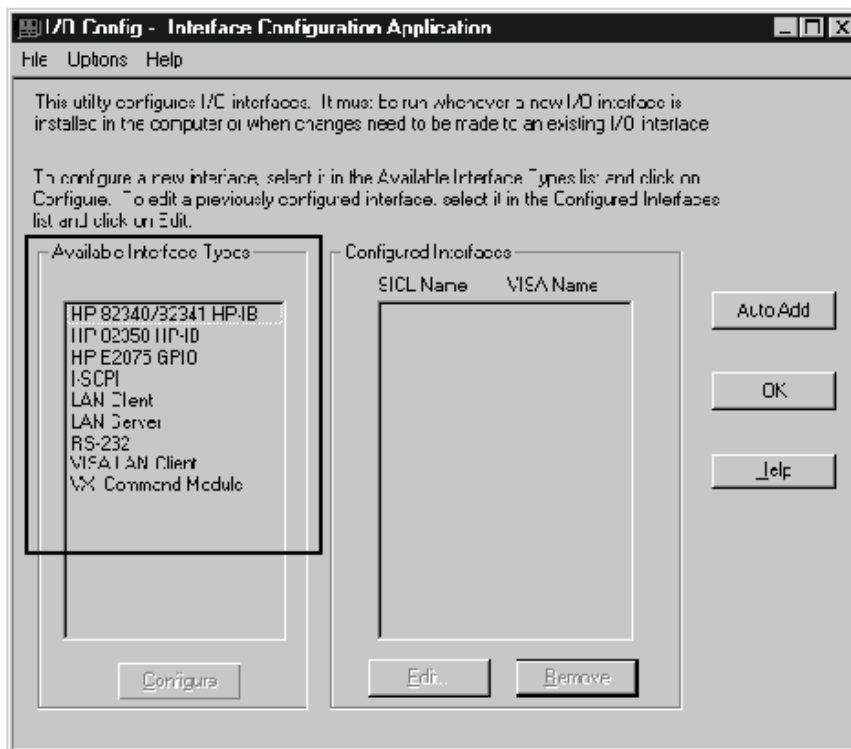 I/O Config - Interface Configuration Application
File Options Help
This utility configures I/O interfaces. It must be run whenever a new I/O interface is
installed in the computer or when changes need to be made to an existing I/O interface
To configure a new interface, select it in the Available Interface Types list and click on
Configure. To edit a previously configured interface, select it in the Configured Interfaces
list and click on Edit.
Available Interface Types
Configured Interfaces
SICL Name VISA Name
HP 82340/82341 HP-IB
HP 82350 HP-IB
HP E2075 GPIO
I-SCPI
LAN Client
LAN Server
RS-232
VISA LAN Client
VXI Command Module
Auto Add
OK
Help
Configure
Edit...
Remove